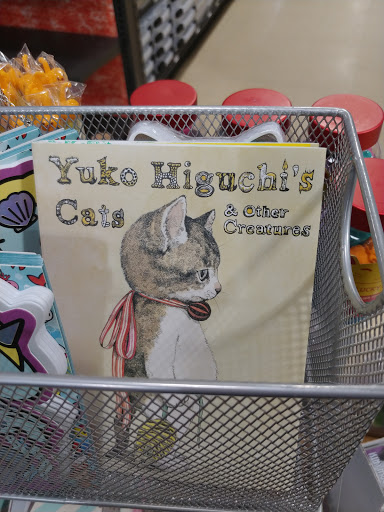 Yuko Higuchi's
Cats
& Other
Creatures